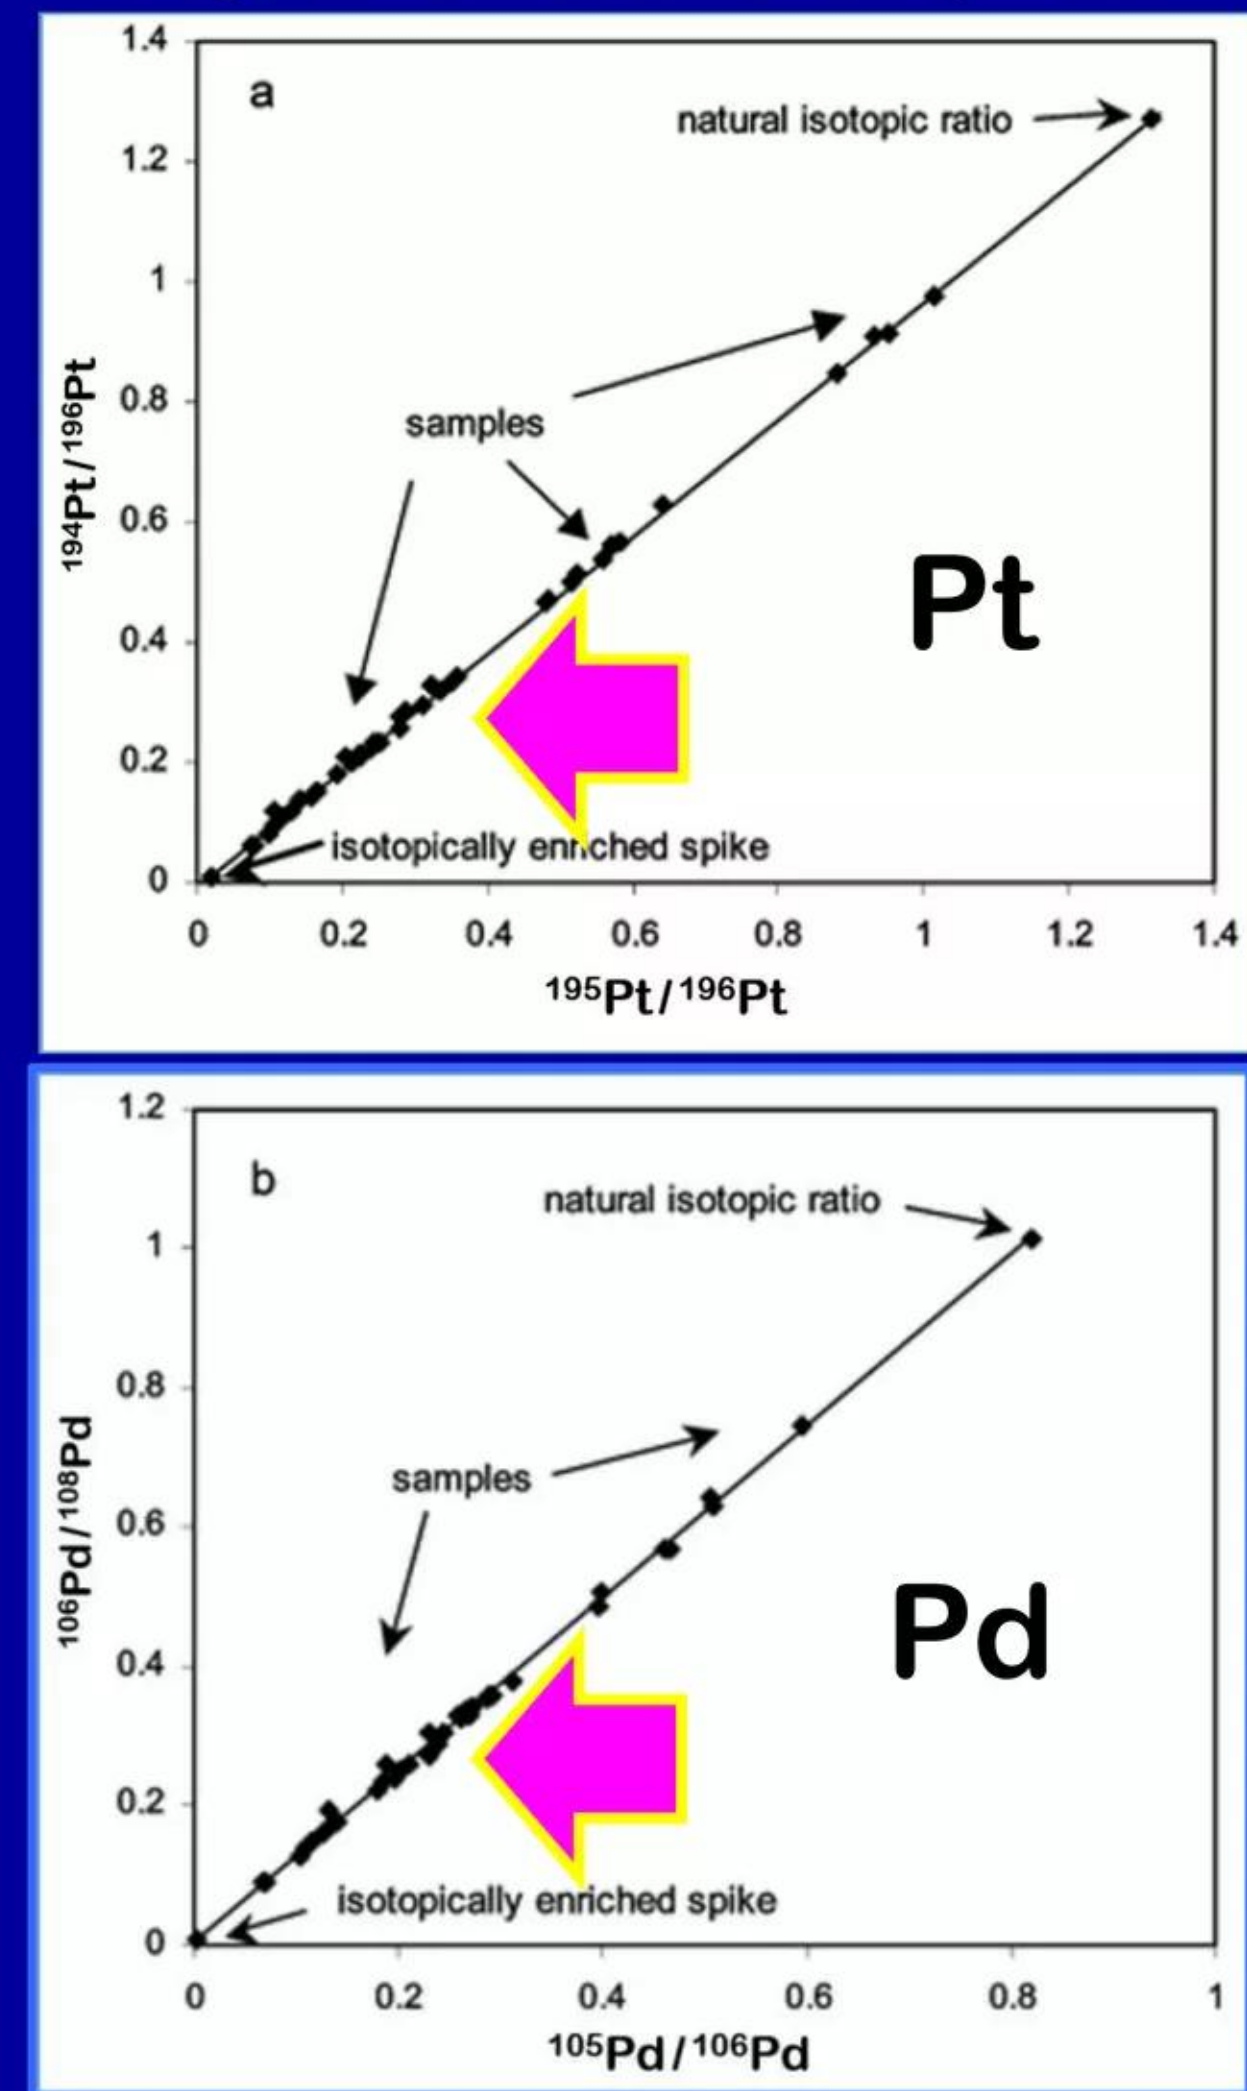 1.4
a
natural isotopic ratio
1.2
1
0.8
samples
194Pt/196Pt
0.6
Pt
0.4
0.2
isotopically enriched spike
0
0 0.2 0.4 0.6 0.8 1 1.2 1.4
195Pt/196Pt
1.2
b
natural isotopic ratio
1
0.8
samples
106Pd/108Pd
0.6
Pd
0.4
0.2
isotopically enriched spike
0
0 0.2 0.4 0.6 0.8 1
105Pd/106Pd